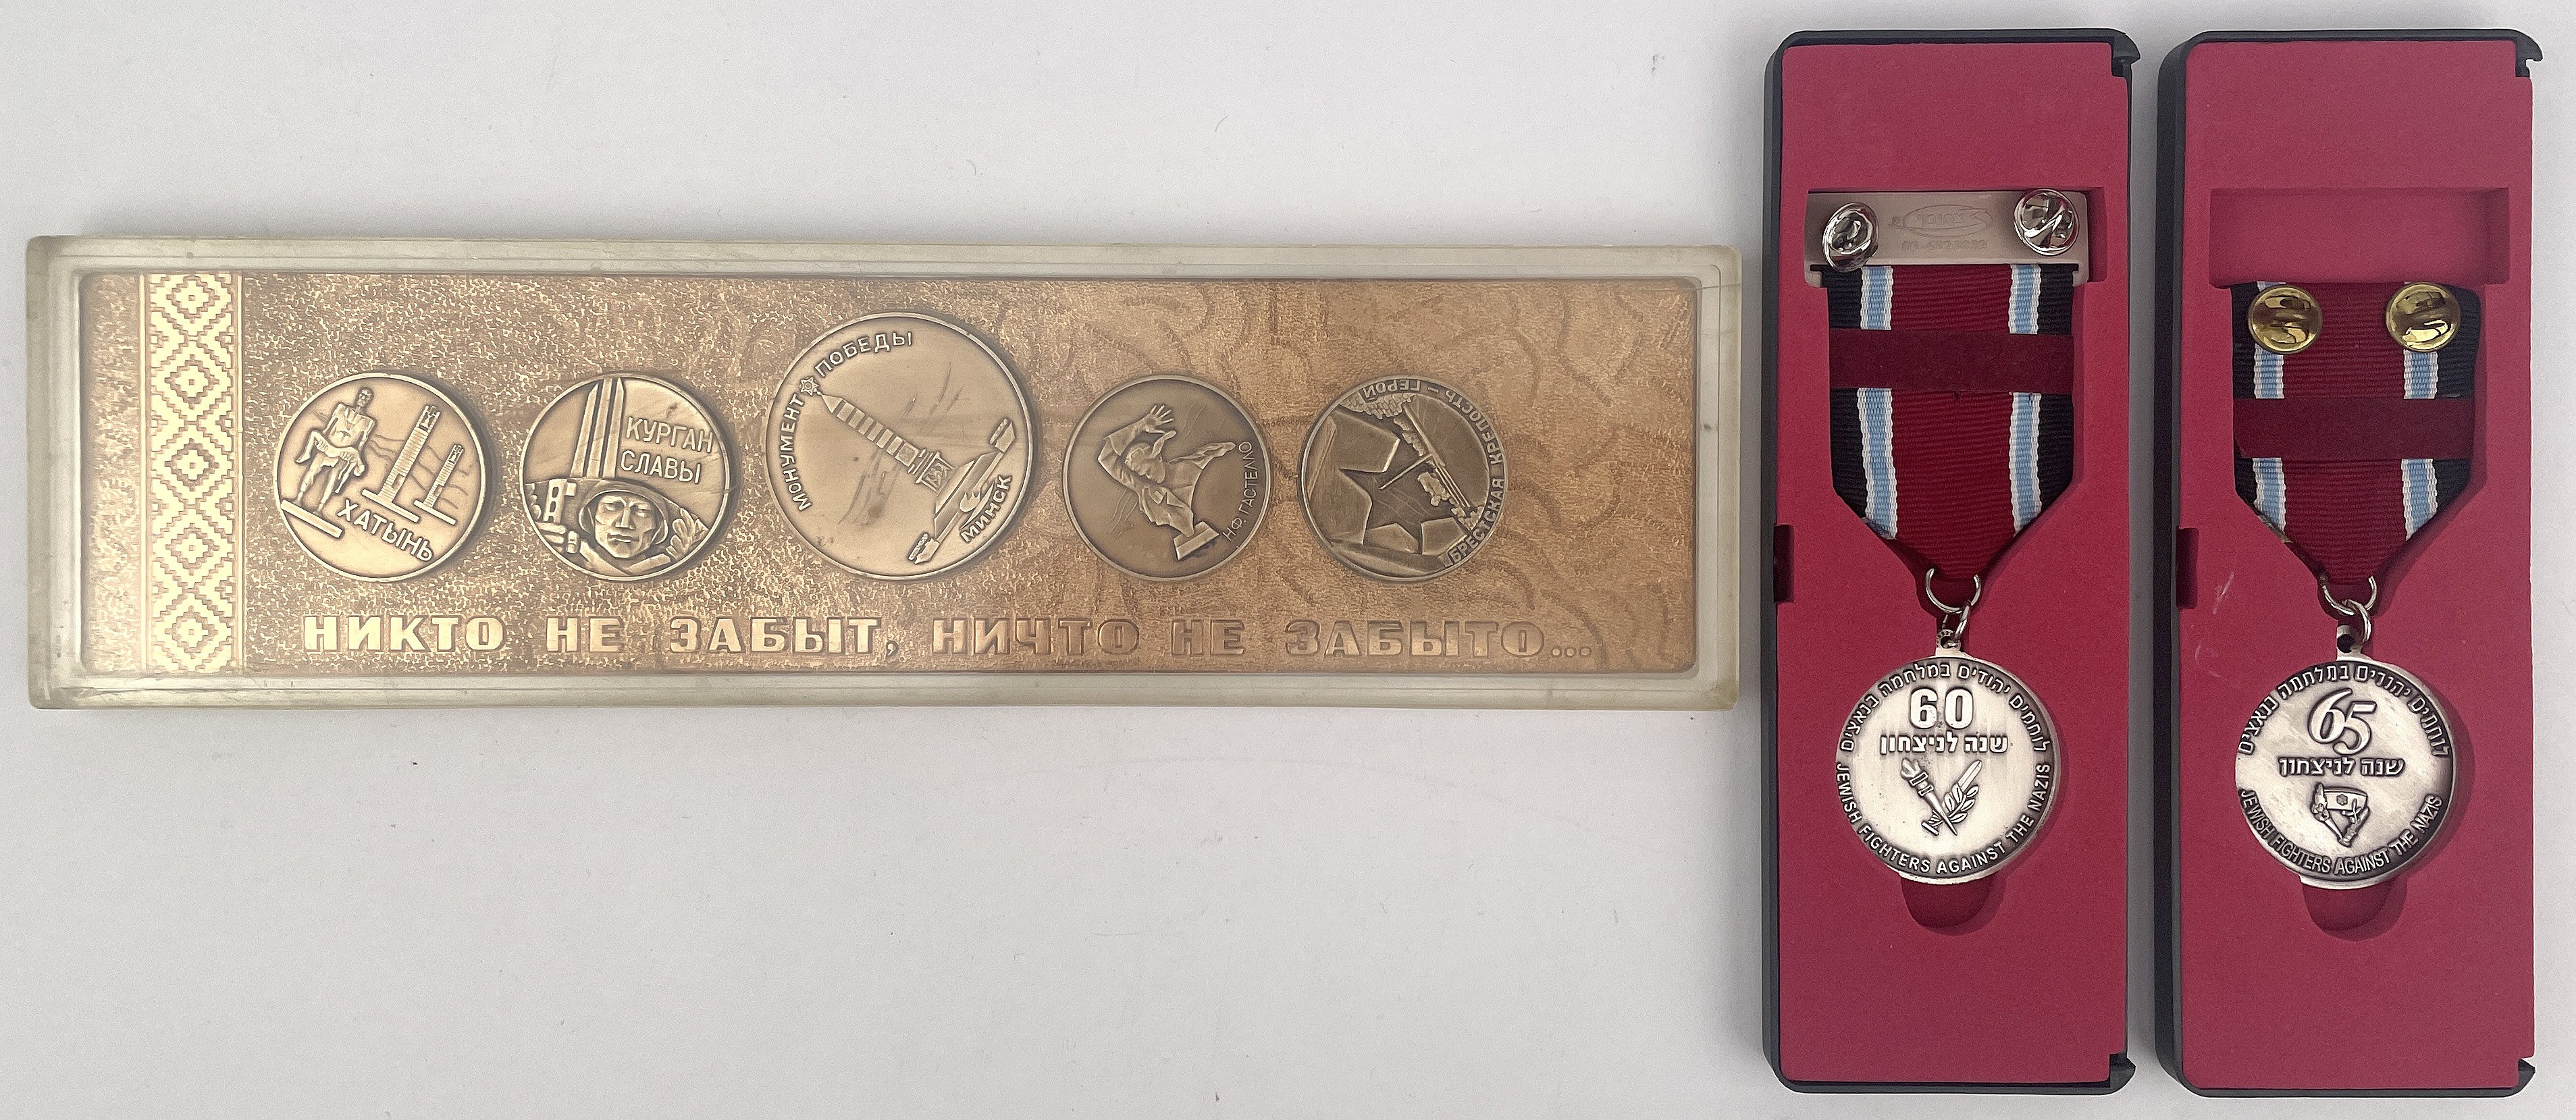 ХАТЫНЬ
КУРГАН
СЛАВЫ
МОНУМЕНТ ПОБЕДЫ
МИНСК
Н.Ф. ГАСТЕЛЛО
БРЕСТСКАЯ КРЕПОСТЬ – ГЕРОЙ
НИКТО НЕ ЗАБЫТ, НИЧТО НЕ ЗАБЫТО...
לוחמים יהודים במלחמה בנאצים
60
שנה לניצחון
JEWISH FIGHTERS AGAINST THE NAZIS
לוחמים יהודים במלחמה בנאצים
65
שנה לניצחון
JEWISH FIGHTERS AGAINST THE NAZIS